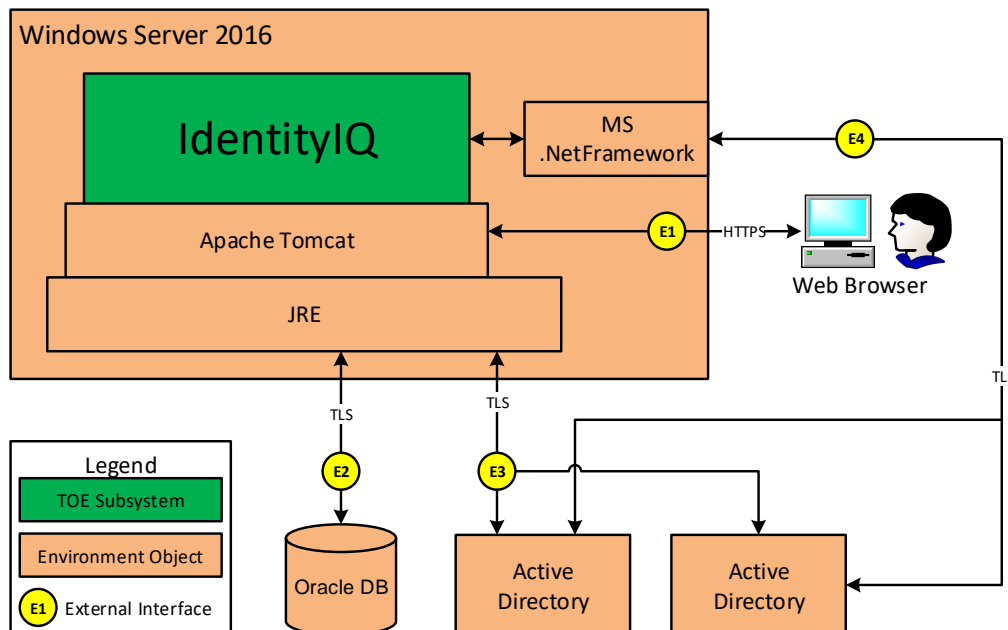 Windows Server 2016
IdentityIQ
MS
.NetFramework
E4
Apache Tomcat
E1
HTTPS
Web Browser
JRE
TLS
TLS
TL
Legend
TOE Subsystem
Environment Object
E1 External Interface
E2
E3
Oracle DB
Active
Directory
Active
Directory